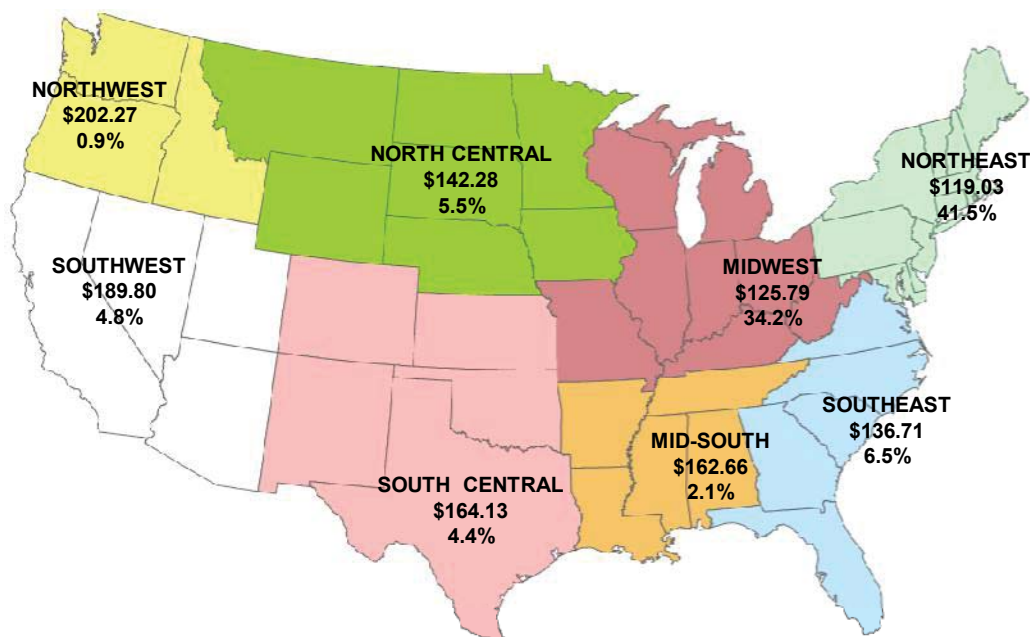 NORTHWEST
$202.27
0.9%
NORTH CENTRAL
$142.28
5.5%
NORTHEAST
$119.03
41.5%
SOUTHWEST
$189.80
4.8%
MIDWEST
$125.79
34.2%
SOUTHEAST
$136.71
6.5%
MID-SOUTH
$162.66
2.1%
SOUTH CENTRAL
$164.13
4.4%